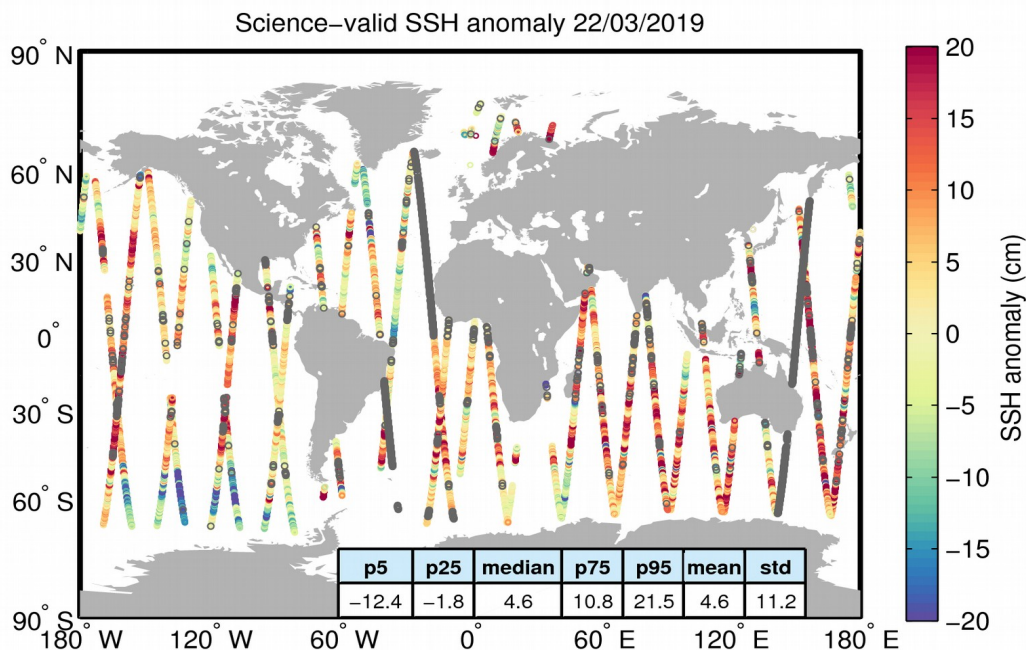 Science−valid SSH anomaly 22/03/2019
90° N
60° N
30° N
0°
30° S
60° S
90° S
180° W
120° W
60° W
0°
60° E
120° E
180° E
p5 p25 median p75 p95 mean std
−12.4 −1.8 4.6 10.8 21.5 4.6 11.2
20
15
10
5
0
−5
−10
−15
−20
SSH anomaly (cm)